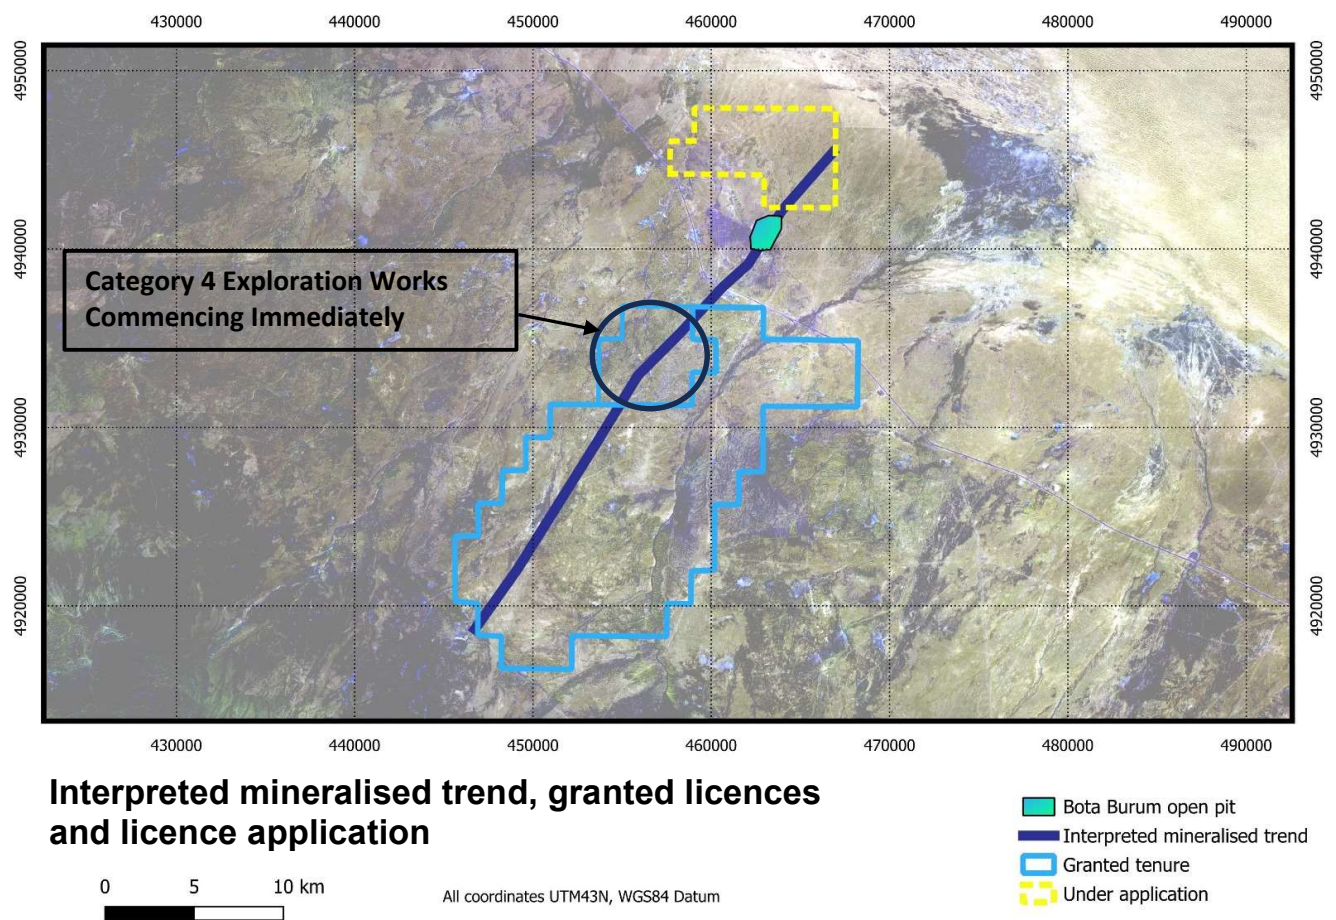 430000 440000 450000 460000 470000 480000 490000
4950000 4950000
4940000 4940000
Category 4 Exploration Works
Commencing Immediately
4930000 4930000
4920000 4920000
430000 440000 450000 460000 470000 480000 490000
Interpreted mineralised trend, granted licences
and licence application
Bota Burum open pit
Interpreted mineralised trend
Granted tenure
Under application
0 5 10 km
All coordinates UTM43N, WGS84 Datum